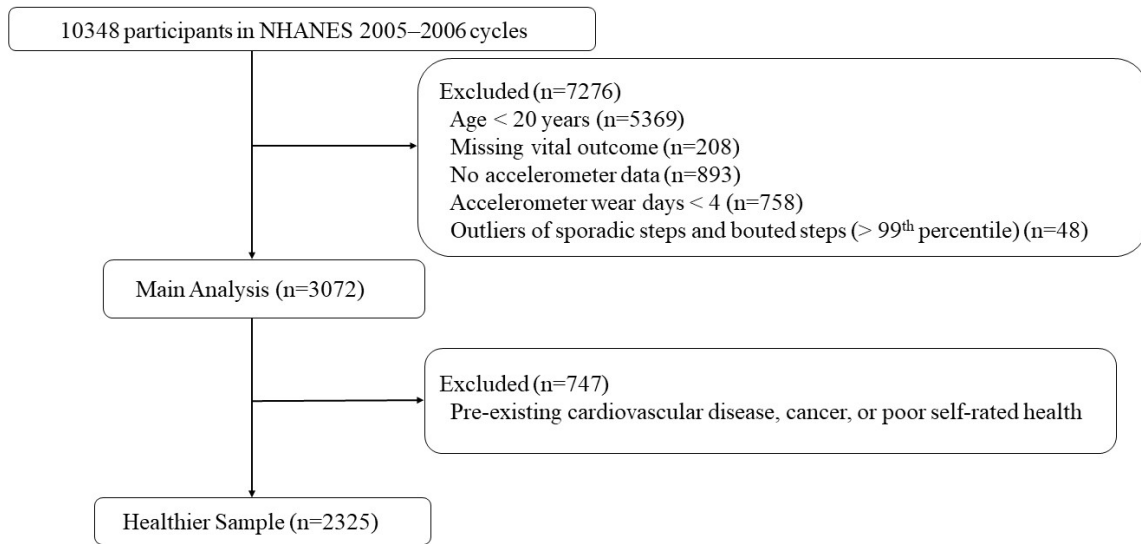 10348 participants in NHANES 2005–2006 cycles
Excluded (n=7276)
Age < 20 years (n=5369)
Missing vital outcome (n=208)
No accelerometer data (n=893)
Accelerometer wear days < 4 (n=758)
Outliers of sporadic steps and bouted steps (> 99th percentile) (n=48)
Main Analysis (n=3072)
Excluded (n=747)
Pre-existing cardiovascular disease, cancer, or poor self-rated health
Healthier Sample (n=2325)